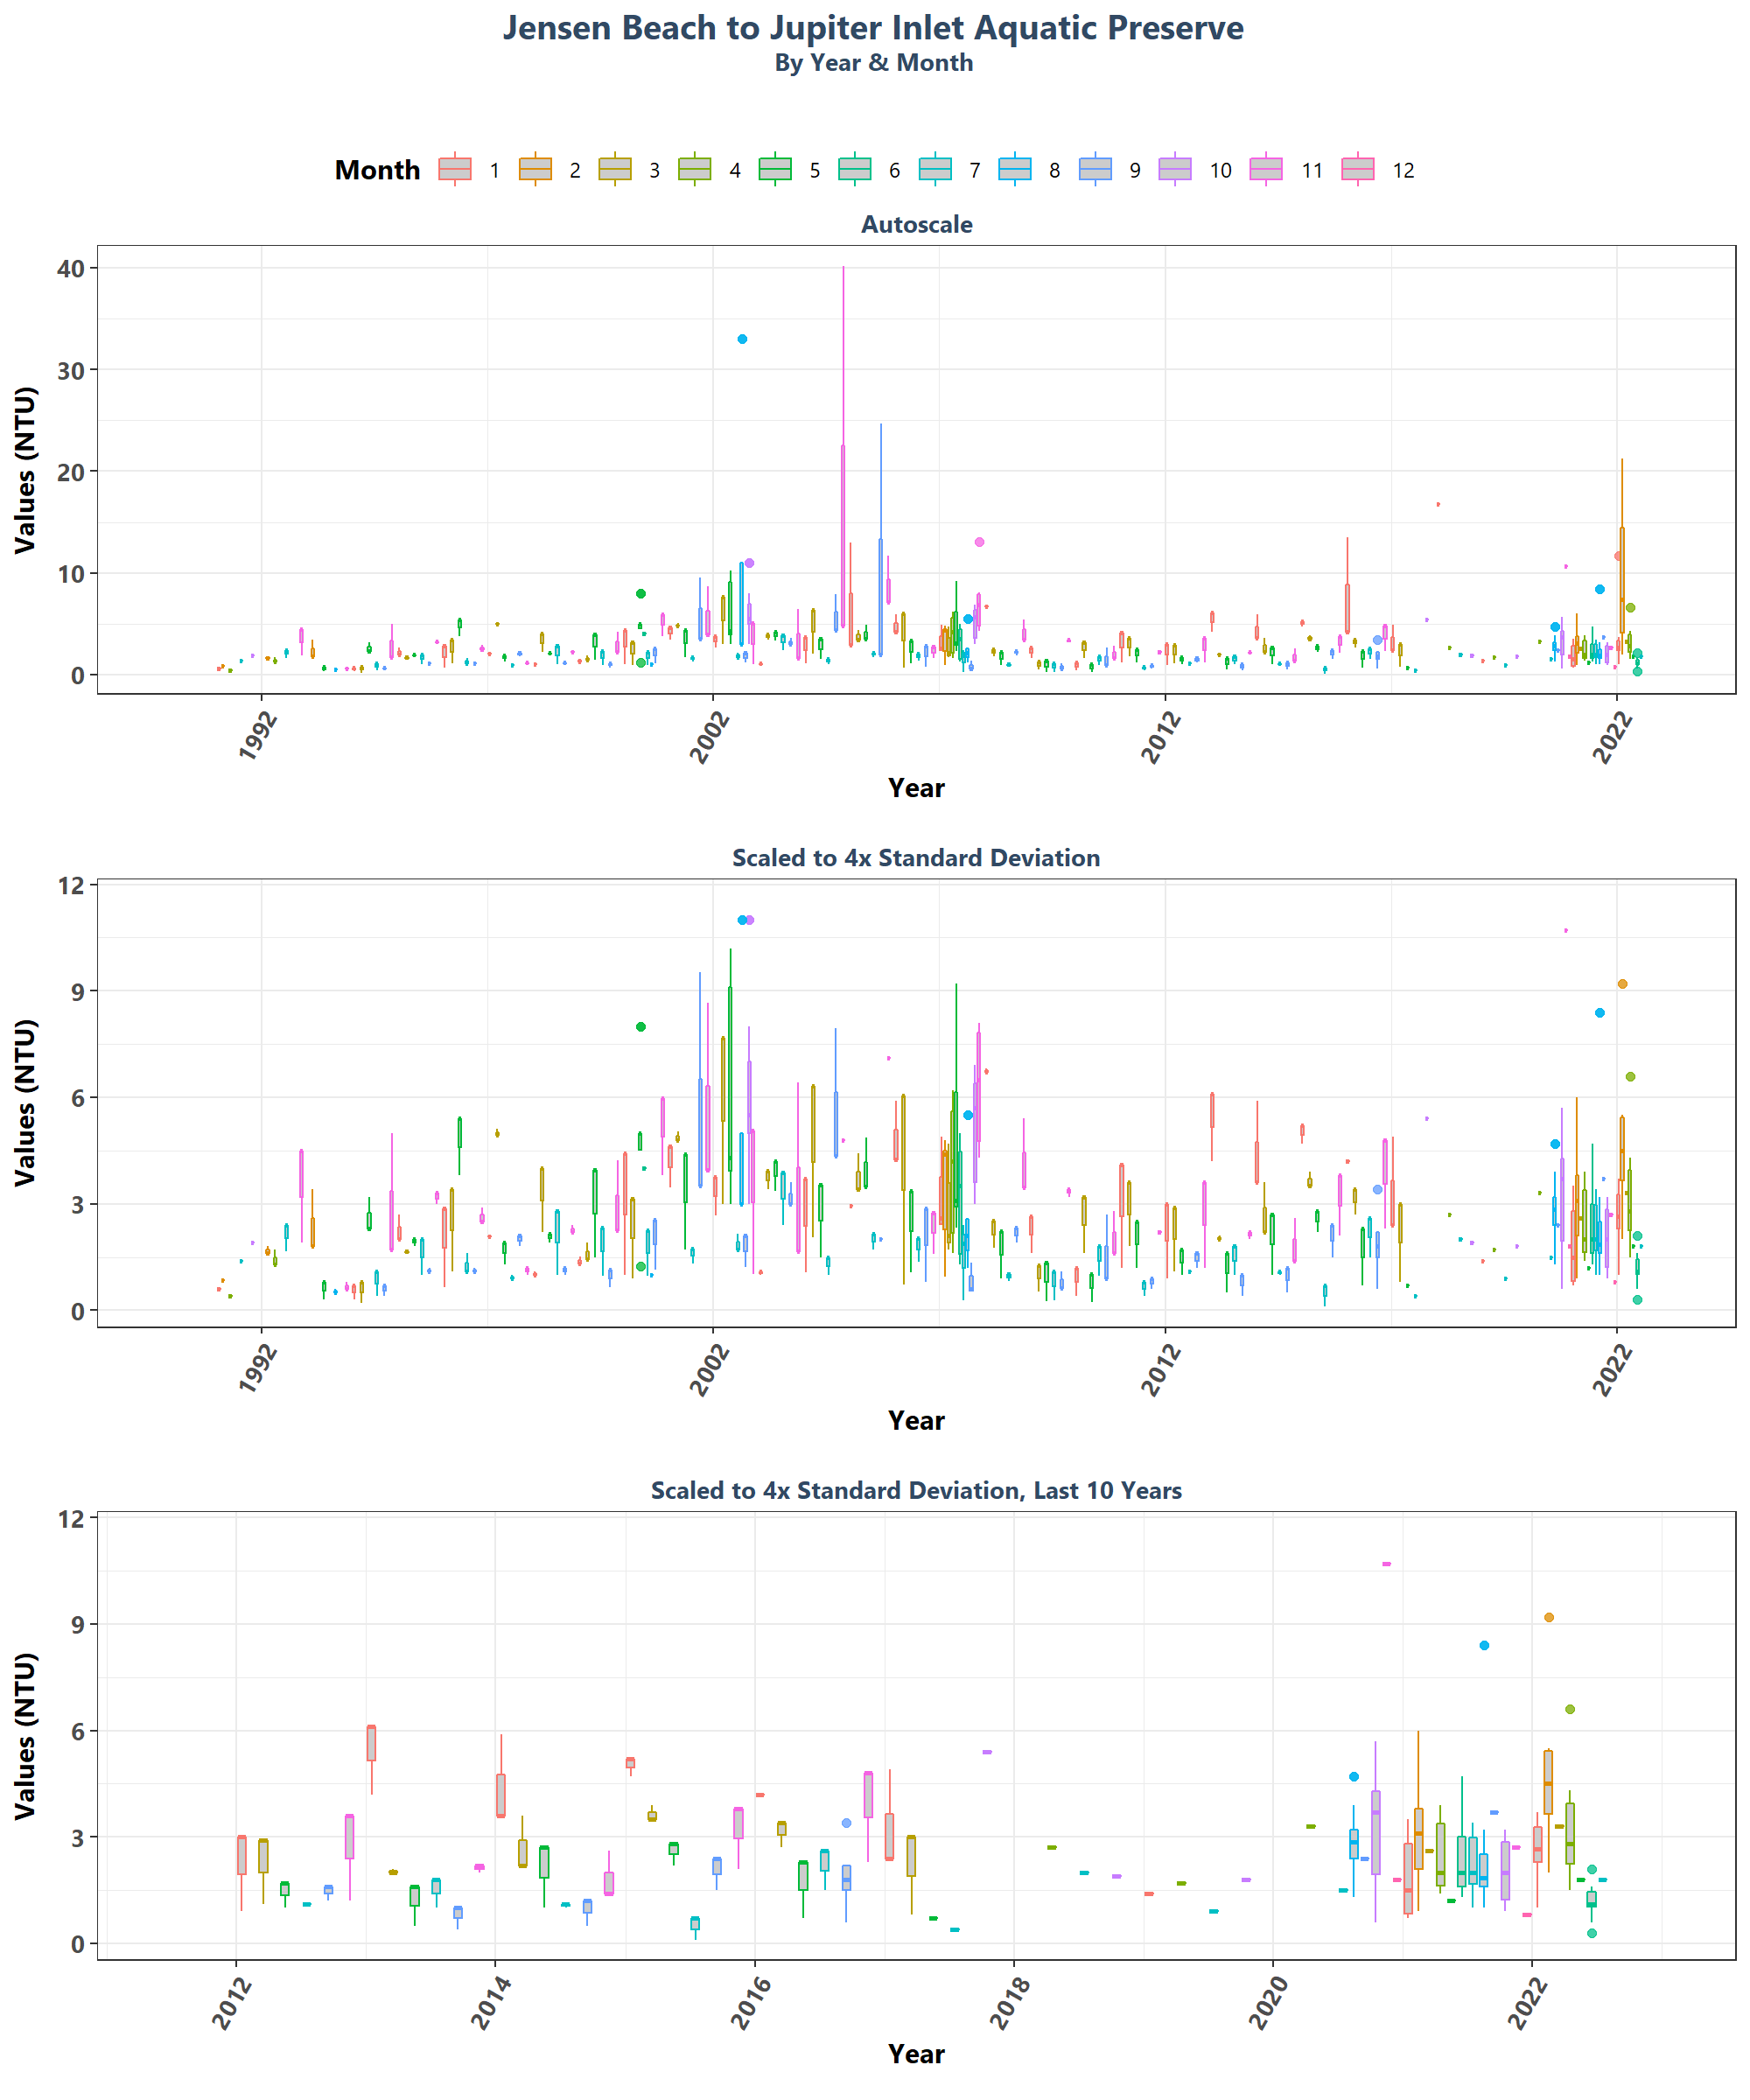 Jensen Beach to Jupiter Inlet Aquatic Preserve
By Year & Month
Month 1 2 3 4 5 6 7 8 9 10 11 12
Autoscale
Values (NTU)
40
30
20
10
0
1992 2002 2012 2022
Year
Scaled to 4x Standard Deviation
Values (NTU)
12
9
6
3
0
1992 2002 2012 2022
Year
Scaled to 4x Standard Deviation, Last 10 Years
Values (NTU)
12
9
6
3
0
2012 2014 2016 2018 2020 2022
Year